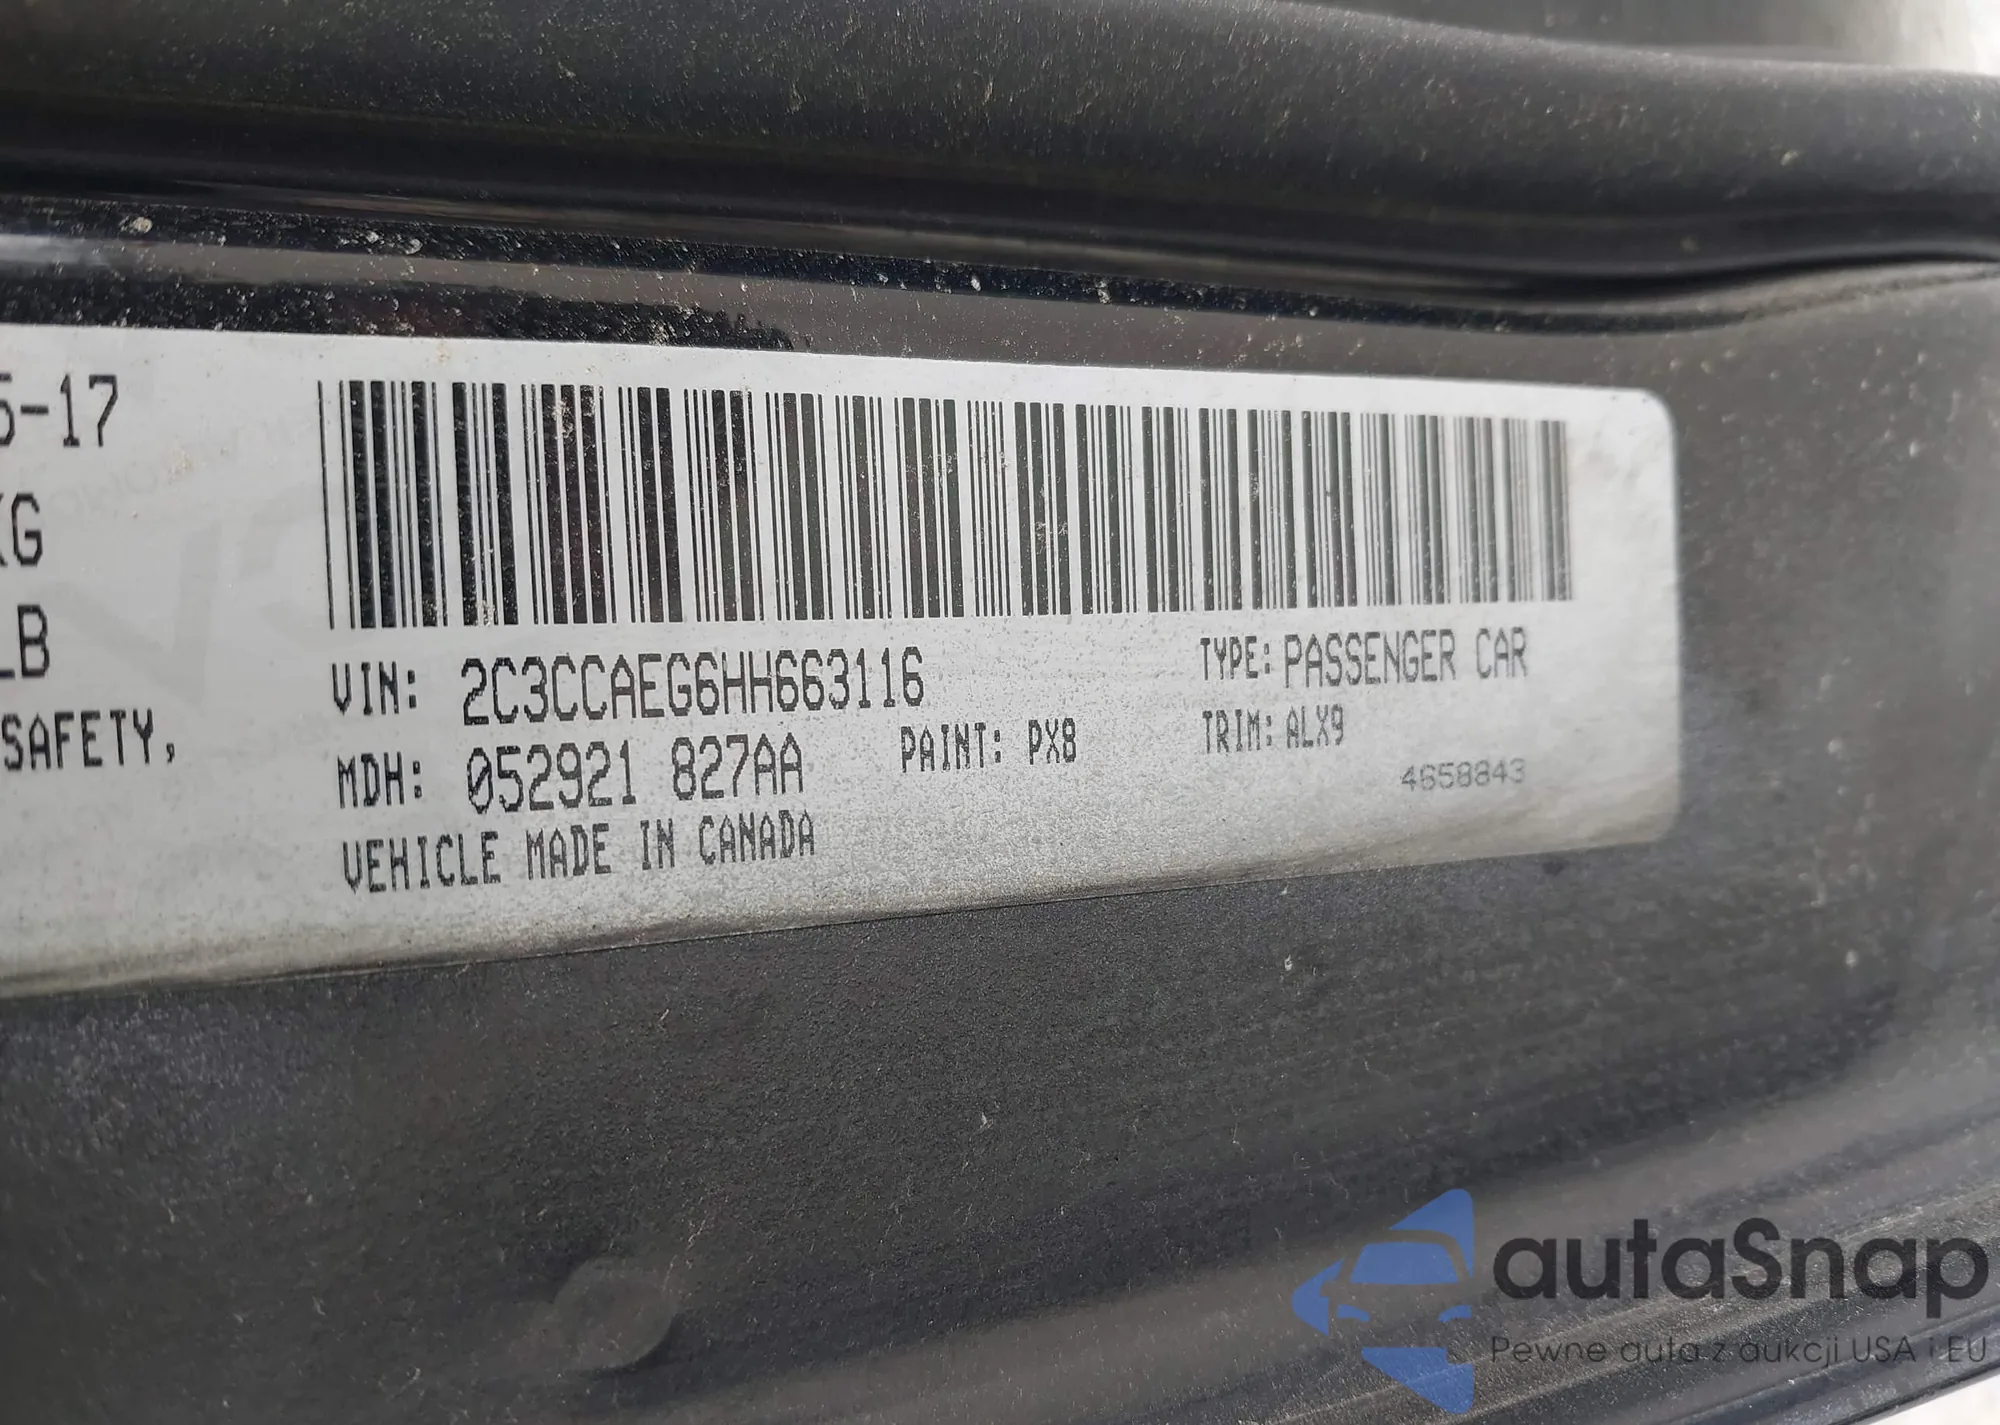 5-17
KG
LB
SAFETY,
VIN: 2C3CCAEG6HH663116
TYPE: PASSENGER CAR
MDH: 052921 827AA
PAINT: PX8
TRIM: ALX9
4658843
VEHICLE MADE IN CANADA
autaSnap
Pewne auta z aukcji USA i EU